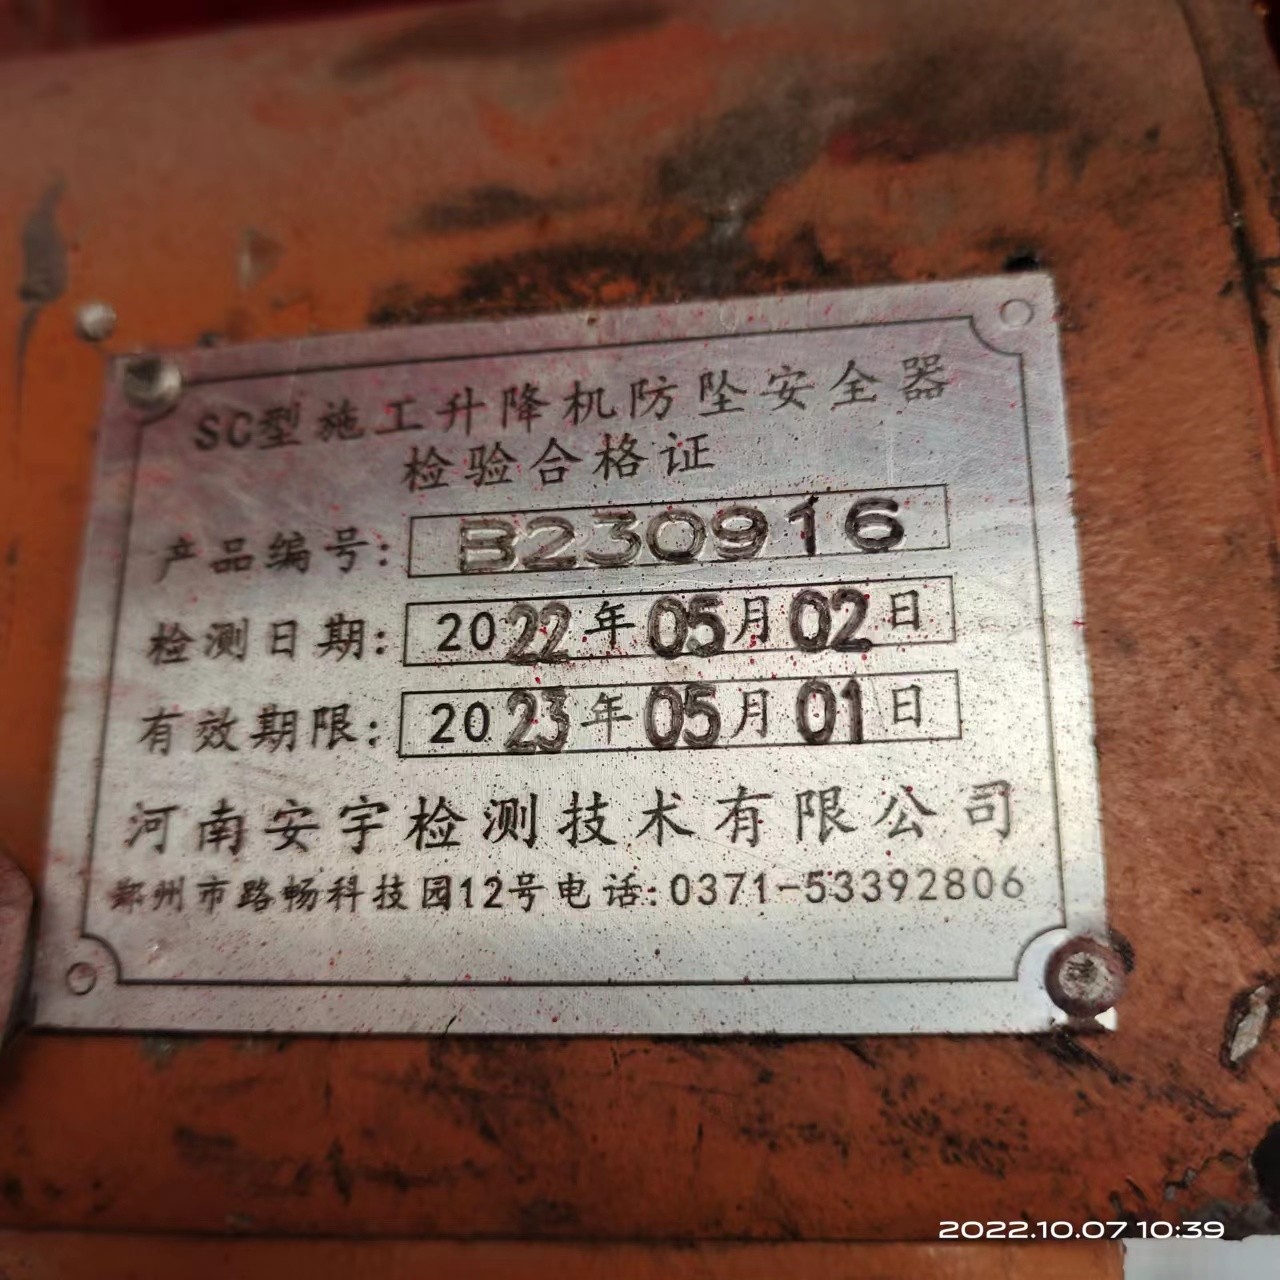 SC型施工升降机防坠安全器
检验合格证
产品编号: B230916
检测日期: 2022年05月02日
有效期限: 2023年05月01日
河南安宇检测技术有限公司
郑州市路畅科技园12号电话:0371-53392806
2022.10.07 10:39